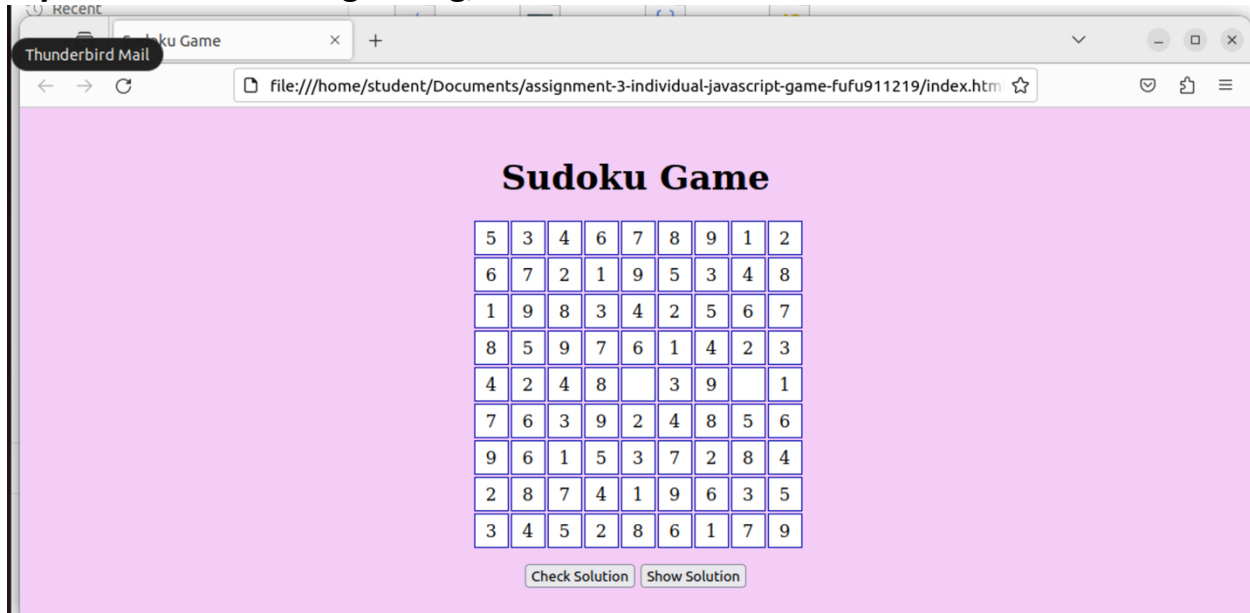 Recent
Sudoku Game
Thunderbird Mail
file:///home/student/Documents/assignment-3-individual-javascript-game-fufu911219/index.htm
Sudoku Game
5 3 4 6 7 8 9 1 2
6 7 2 1 9 5 3 4 8
1 9 8 3 4 2 5 6 7
8 5 9 7 6 1 4 2 3
4 2 4 8 3 9 1
7 6 3 9 2 4 8 5 6
9 6 1 5 3 7 2 8 4
2 8 7 4 1 9 6 3 5
3 4 5 2 8 6 1 7 9
Check Solution Show Solution